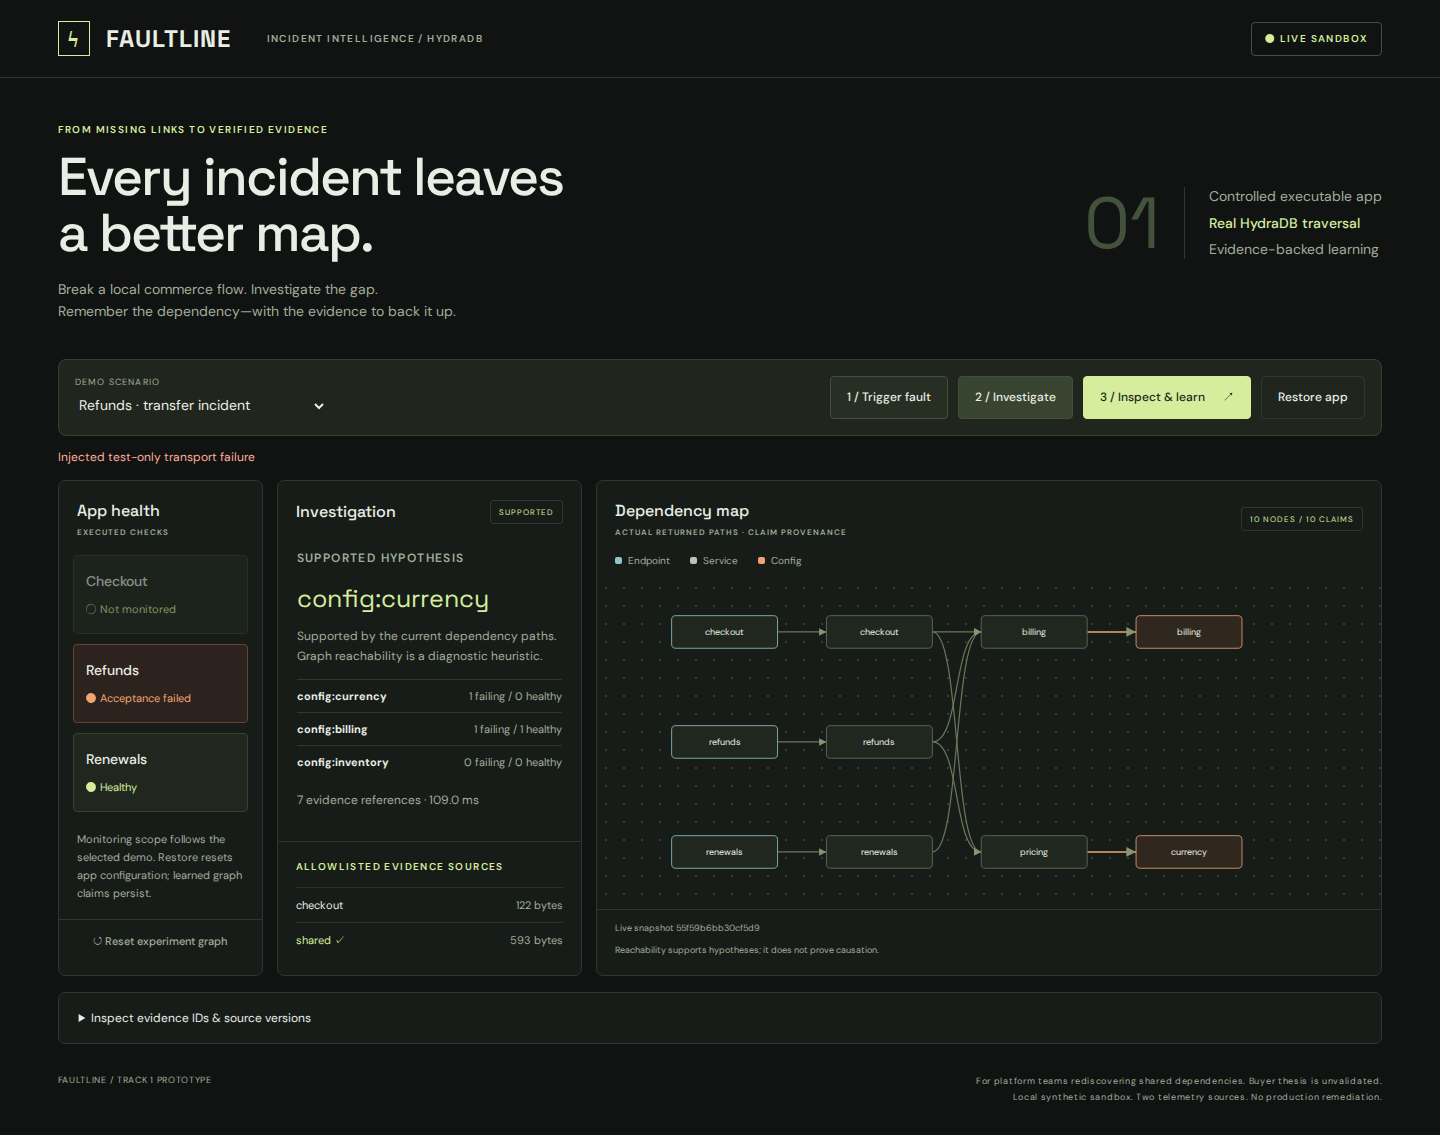 FAULTLINE
INCIDENT INTELLIGENCE / HYDRADB
LIVE SANDBOX
FROM MISSING LINKS TO VERIFIED EVIDENCE
Every incident leaves
a better map.
Break a local commerce flow. Investigate the gap.
Remember the dependency—with the evidence to back it up.
01
Controlled executable app
Real HydraDB traversal
Evidence-backed learning
DEMO SCENARIO
Refunds · transfer incident
1 / Trigger fault
2 / Investigate
3 / Inspect & learn ↗
Restore app
Injected test-only transport failure
App health
EXECUTED CHECKS
Checkout
Not monitored
Refunds
Acceptance failed
Renewals
Healthy
Monitoring scope follows the
selected demo. Restore resets
app configuration; learned graph
claims persist.
Reset experiment graph
Investigation
SUPPORTED
SUPPORTED HYPOTHESIS
config:currency
Supported by the current dependency paths.
Graph reachability is a diagnostic heuristic.
config:currency 1 failing / 0 healthy
config:billing 1 failing / 1 healthy
config:inventory 0 failing / 0 healthy
7 evidence references · 109.0 ms
ALLOWLISTED EVIDENCE SOURCES
checkout 122 bytes
shared ✓ 593 bytes
Dependency map
ACTUAL RETURNED PATHS · CLAIM PROVENANCE
10 NODES / 10 CLAIMS
Endpoint
Service
Config
checkout
checkout
billing
billing
refunds
refunds
renewals
renewals
pricing
currency
Live snapshot 55f59b6bb30cf5d9
Reachability supports hypotheses; it does not prove causation.
Inspect evidence IDs & source versions
FAULTLINE / TRACK 1 PROTOTYPE
For platform teams rediscovering shared dependencies. Buyer thesis is unvalidated.
Local synthetic sandbox. Two telemetry sources. No production remediation.